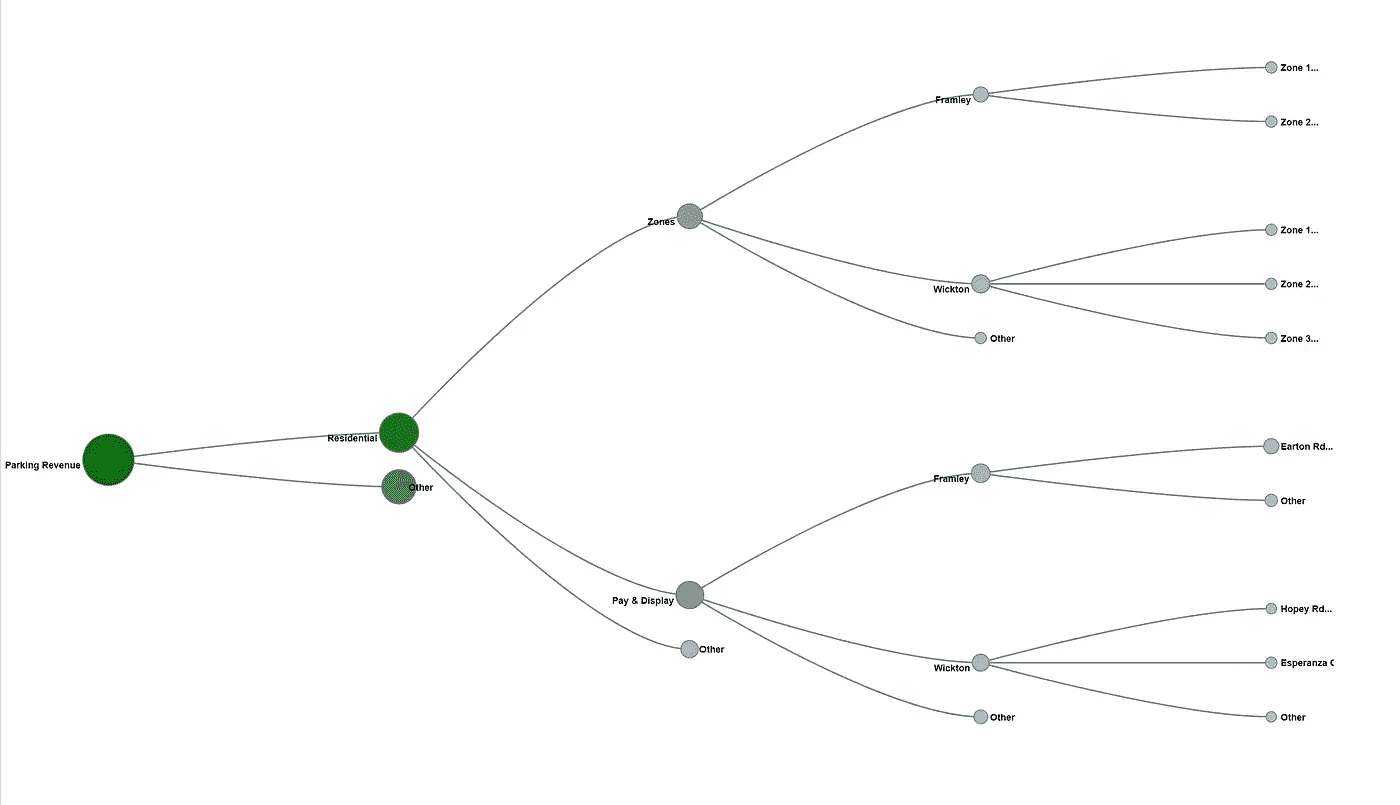 Parking Revenue
Residential
Other
Zones
Pay & Display
Other
Framley
Wickton
Other
Framley
Wickton
Other
Zone 1...
Zone 2...
Zone 1...
Zone 2...
Zone 3...
Earton Rd...
Other
Hopey Rd...
Esperanza
Other